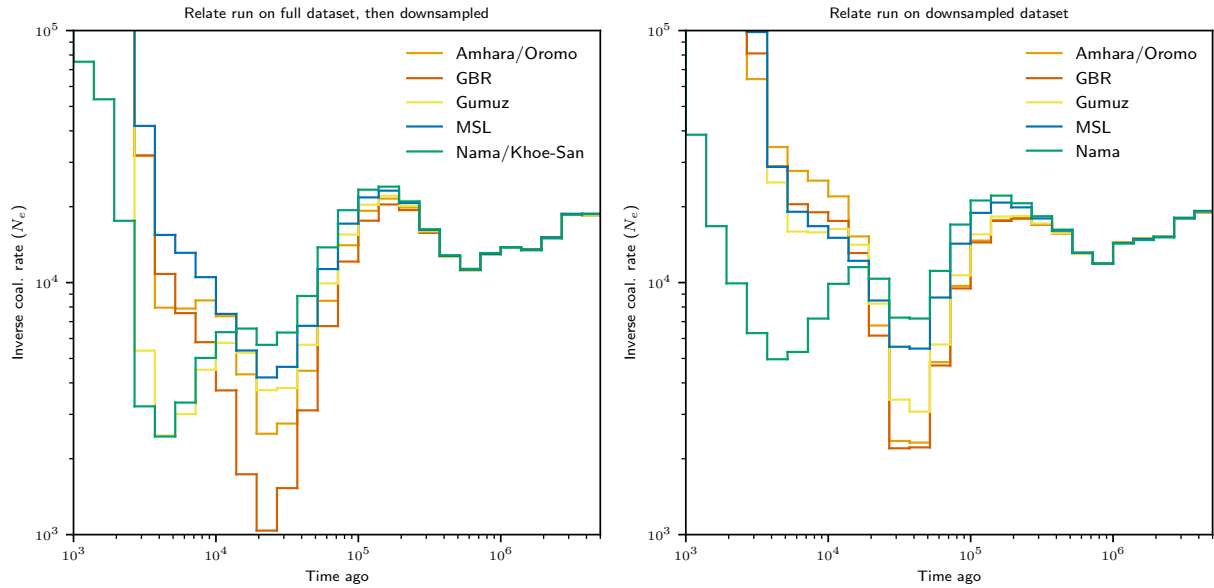 Relate run on full dataset, then downsampled
10^5
10^4
10^3
Inverse coal. rate (N_e)
Amhara/Oromo
GBR
Gumuz
MSL
Nama/Khoe-San
10^3
10^4
10^5
10^6
Time ago
Relate run on downsampled dataset
10^5
10^4
10^3
Inverse coal. rate (N_e)
Amhara/Oromo
GBR
Gumuz
MSL
Nama
10^3
10^4
10^5
10^6
Time ago